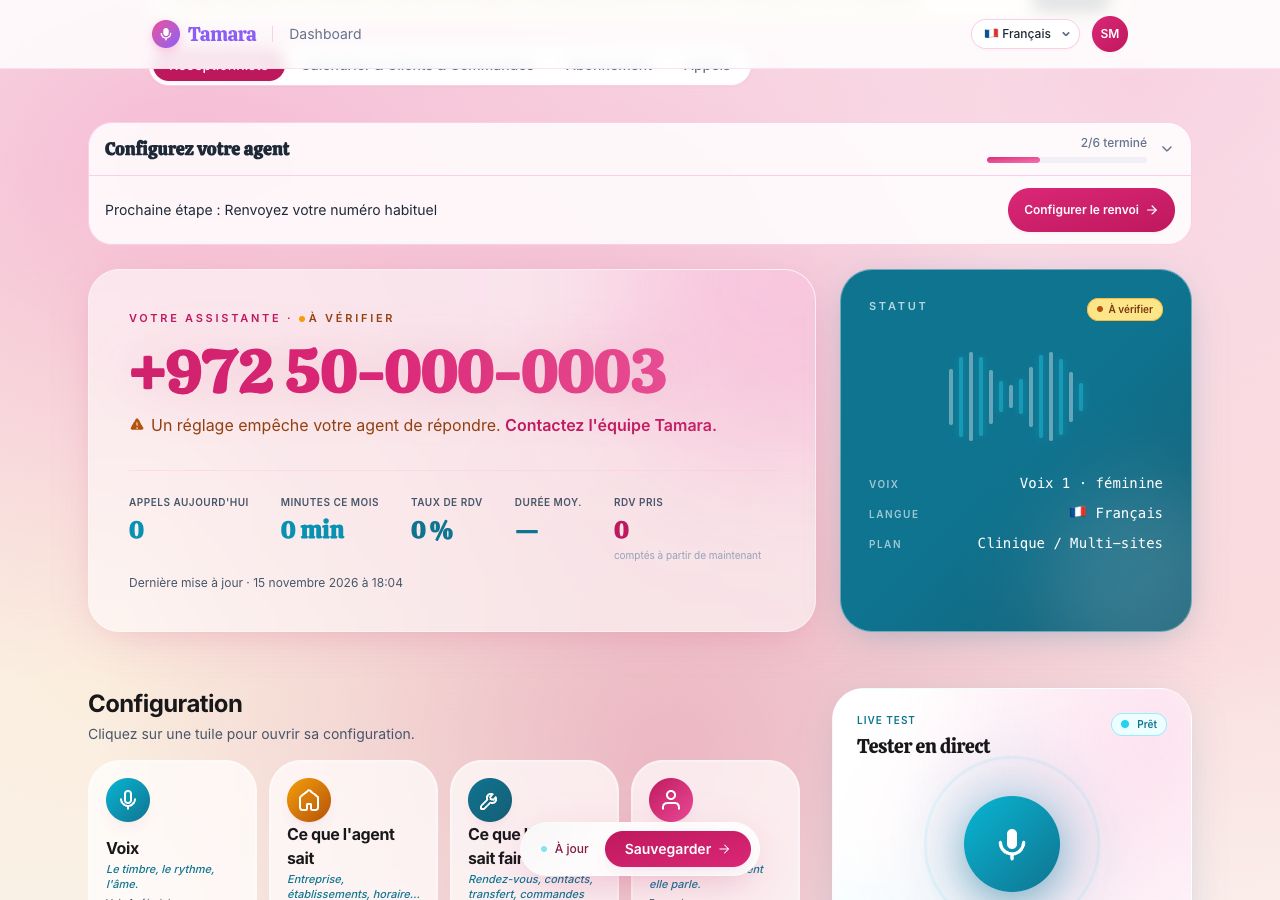 Tamara
Dashboard
Français
SM
Configurez votre agent
2/6 terminé
Prochaine étape : Renvoyez votre numéro habituel
Configurer le renvoi
VOTRE ASSISTANTE · À VÉRIFIER
+972 50-000-0003
Un réglage empêche votre agent de répondre. Contactez l'équipe Tamara.
APPELS AUJOURD'HUI
0
MINUTES CE MOIS
0 min
TAUX DE RDV
0 %
DURÉE MOY.
—
RDV PRIS
0
comptés à partir de maintenant
Dernière mise à jour · 15 novembre 2026 à 18:04
STATUT
À vérifier
VOIX
Voix 1 · féminine
LANGUE
Français
PLAN
Clinique / Multi-sites
Configuration
Cliquez sur une tuile pour ouvrir sa configuration.
Voix
Le timbre, le rythme,
l'âme.
Ce que l'agent
sait
Entreprise,
établissements, horaire…
Ce que
sait
Rendez-vous, contacts,
transfert, commandes
elle parle.
À jour
Sauvegarder
LIVE TEST
Prêt
Tester en direct